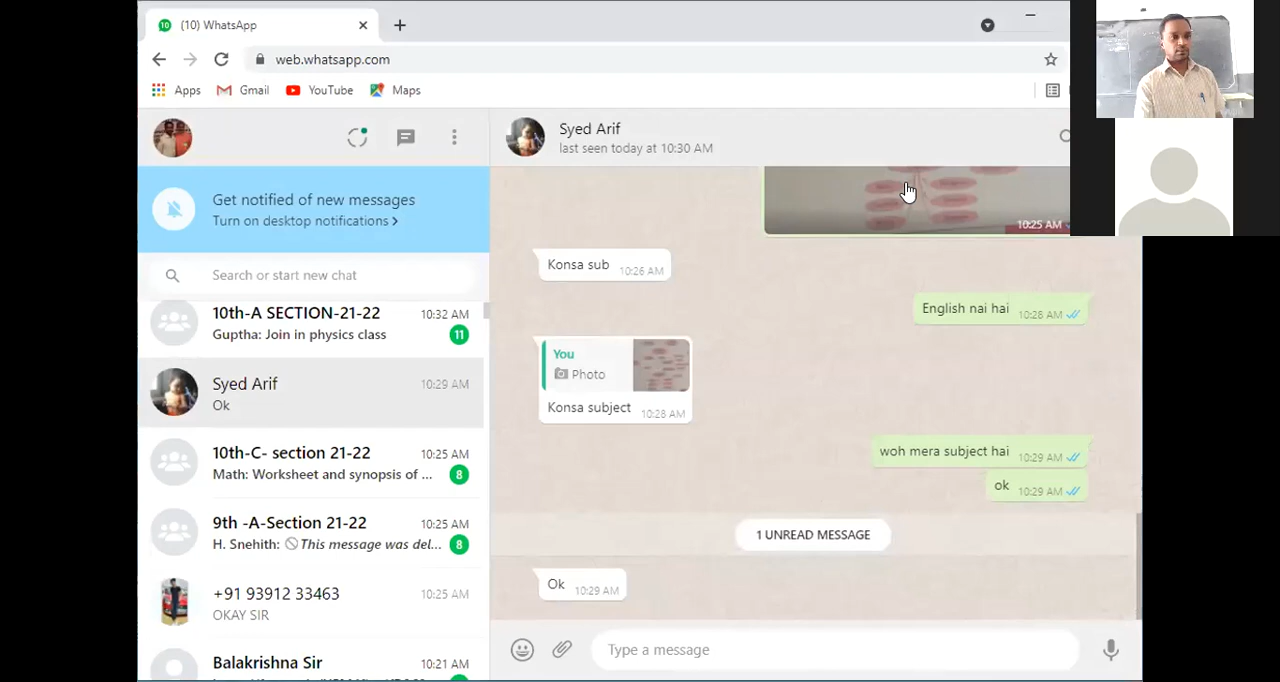 (10) WhatsApp
web.whatsapp.com
Apps
Gmail
YouTube
Maps
Get notified of new messages
Turn on desktop notifications >
Search or start new chat
10th-A SECTION-21-22
10:32 AM
Guptha: Join in physics class
11
Syed Arif
10:29 AM
Ok
10th-C- section 21-22
10:25 AM
Math: Worksheet and synopsis of ...
8
9th -A-Section 21-22
10:25 AM
H. Snehith: This message was del...
8
+91 93912 33463
10:25 AM
OKAY SIR
Balakrishna Sir
10:21 AM
Syed Arif
last seen today at 10:30 AM
10:25 AM
Konsa sub 10:26 AM
English nai hai 10:28 AM
You
Photo
Konsa subject 10:28 AM
woh mera subject hai 10:29 AM
ok 10:29 AM
1 UNREAD MESSAGE
Ok 10:29 AM
Type a message